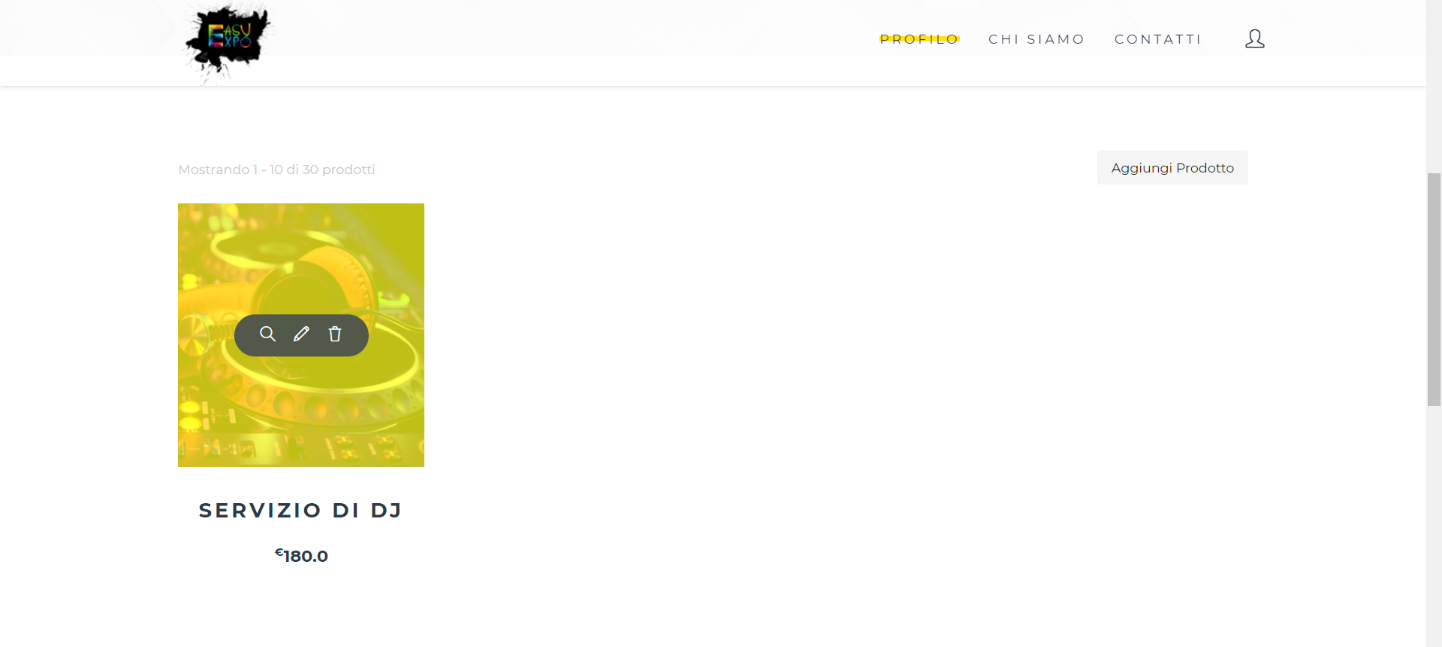 EASY
EXPO
PROFILO
CHI SIAMO
CONTATTI
Mostrando 1 - 10 di 30 prodotti
Aggiungi Prodotto
SERVIZIO DI DJ
€180.0